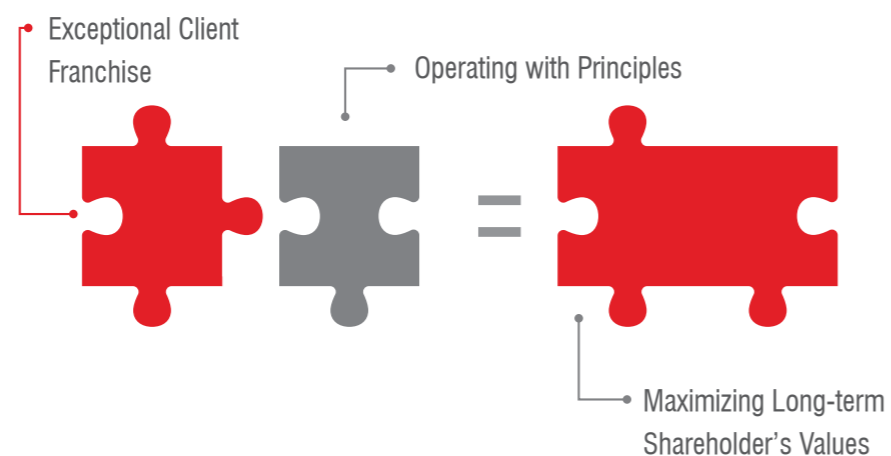 Exceptional Client
Franchise
Operating with Principles
=
Maximizing Long-term
Shareholder’s Values